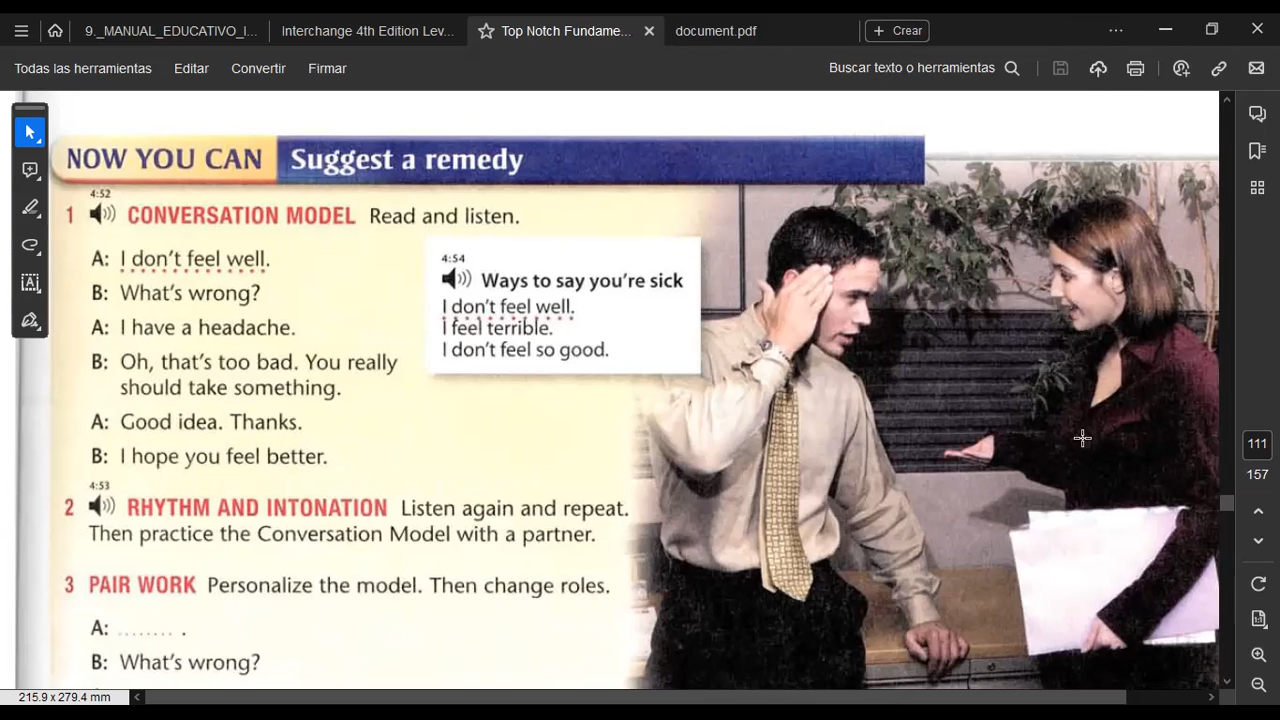 9._MANUAL_EDUCATIVO_I...
Interchange 4th Edition Lev...
Top Notch Fundame...
document.pdf
Crear
Todas las herramientas
Editar
Convertir
Firmar
Buscar texto o herramientas
NOW YOU CAN Suggest a remedy
4:52
1 CONVERSATION MODEL Read and listen.
A: I don't feel well.
B: What's wrong?
A: I have a headache.
B: Oh, that's too bad. You really
should take something.
A: Good idea. Thanks.
B: I hope you feel better.
4:54
Ways to say you're sick
I don't feel well.
I feel terrible.
I don't feel so good.
4:53
2 RHYTHM AND INTONATION Listen again and repeat.
Then practice the Conversation Model with a partner.
3 PAIR WORK Personalize the model. Then change roles.
A: ........ .
B: What's wrong?
111
157
215.9 x 279.4 mm